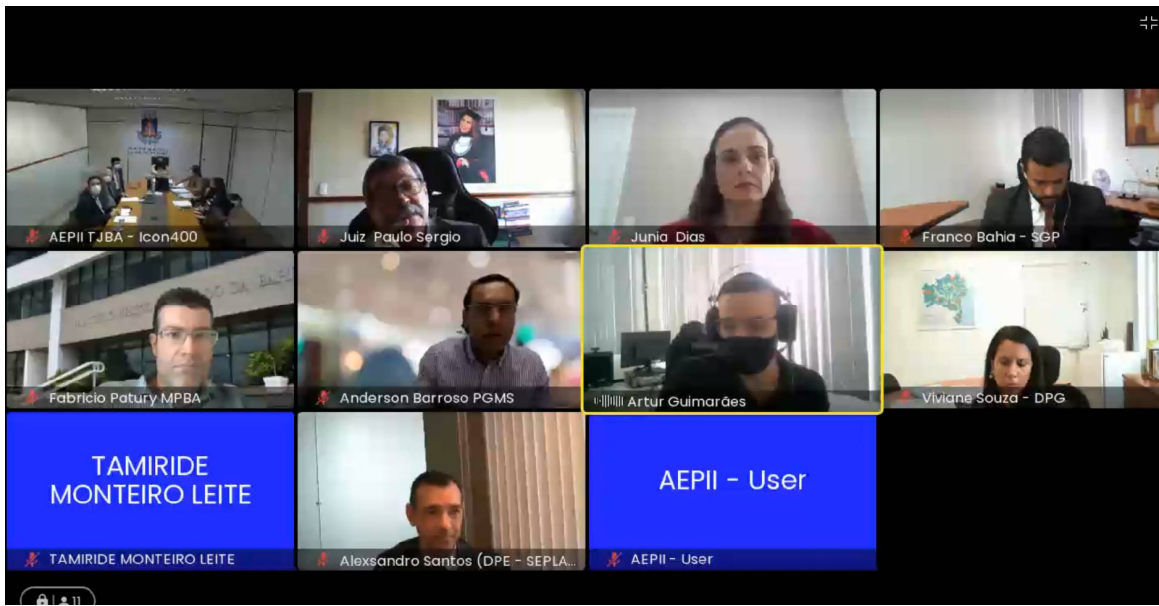 AEPII TJBA - Icon400
Juiz Paulo Sergio
Junia Dias
Franco Bahia - SGP
Fabricio Patury MPBA
Anderson Barroso PGMS
Artur Guimarães
Viviane Souza - DPG
TAMIRIDE
MONTEIRO LEITE
TAMIRIDE MONTEIRO LEITE
Alexsandro Santos (DPE - SEPLA...
AEPII - User
AEPII - User
11